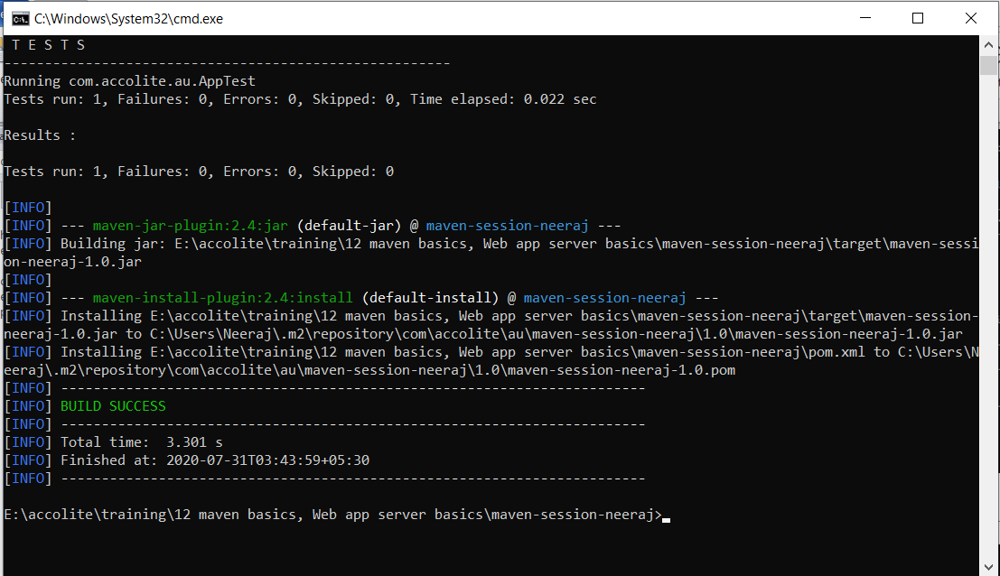 C:\Windows\System32\cmd.exe
T E S T S
-------------------------------------------------------
Running com.accolite.au.AppTest
Tests run: 1, Failures: 0, Errors: 0, Skipped: 0, Time elapsed: 0.022 sec
Results :
Tests run: 1, Failures: 0, Errors: 0, Skipped: 0
[INFO]
[INFO] --- maven-jar-plugin:2.4:jar (default-jar) @ maven-session-neeraj ---
[INFO] Building jar: E:\accolite\training\12 maven basics, Web app server basics\maven-session-neeraj\target\maven-sessi
on-neeraj-1.0.jar
[INFO]
[INFO] --- maven-install-plugin:2.4:install (default-install) @ maven-session-neeraj ---
[INFO] Installing E:\accolite\training\12 maven basics, Web app server basics\maven-session-neeraj\target\maven-session-
neeraj-1.0.jar to C:\Users\Neeraj\.m2\repository\com\accolite\au\maven-session-neeraj\1.0\maven-session-neeraj-1.0.jar
[INFO] Installing E:\accolite\training\12 maven basics, Web app server basics\maven-session-neeraj\pom.xml to C:\Users\N
eeraj\.m2\repository\com\accolite\au\maven-session-neeraj\1.0\maven-session-neeraj-1.0.pom
[INFO] ------------------------------------------------------------------------
[INFO] BUILD SUCCESS
[INFO] ------------------------------------------------------------------------
[INFO] Total time:  3.301 s
[INFO] Finished at: 2020-07-31T03:43:59+05:30
[INFO] ------------------------------------------------------------------------
E:\accolite\training\12 maven basics, Web app server basics\maven-session-neeraj>